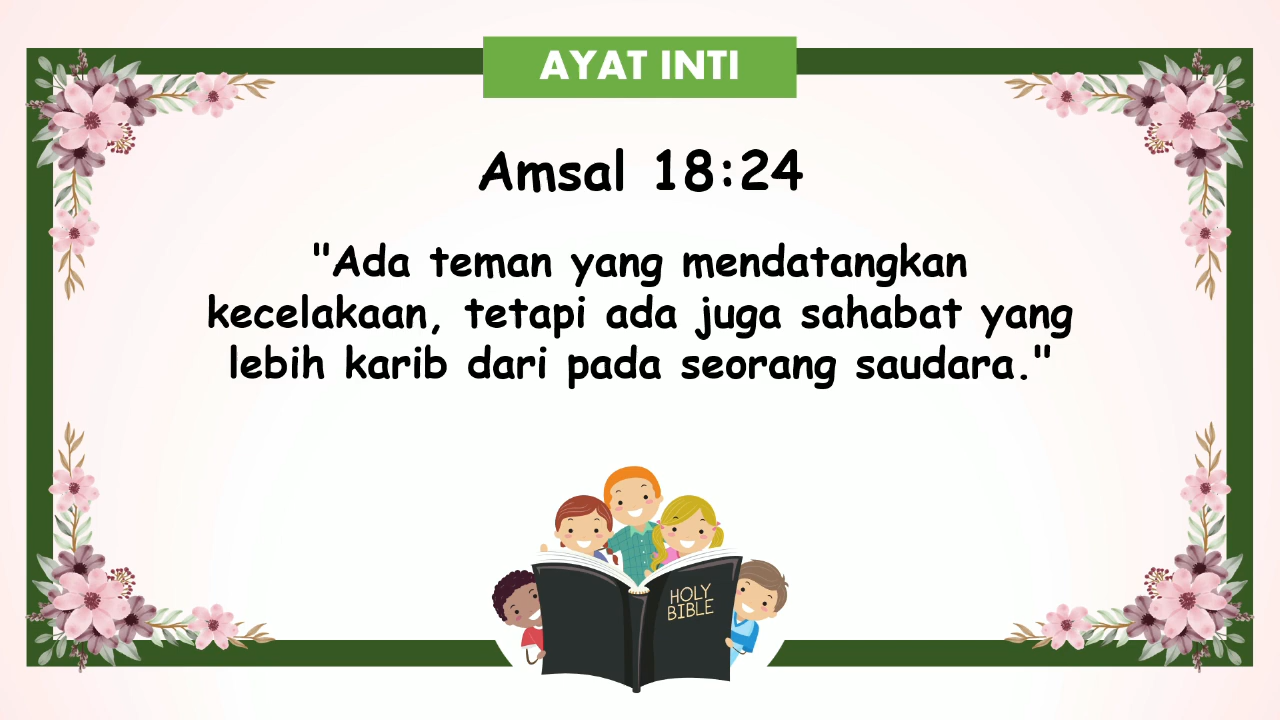 AYAT INTI
Amsal 18:24
"Ada teman yang mendatangkan
kecelakaan, tetapi ada juga sahabat yang
lebih karib dari pada seorang saudara."
HOLY
BIBLE